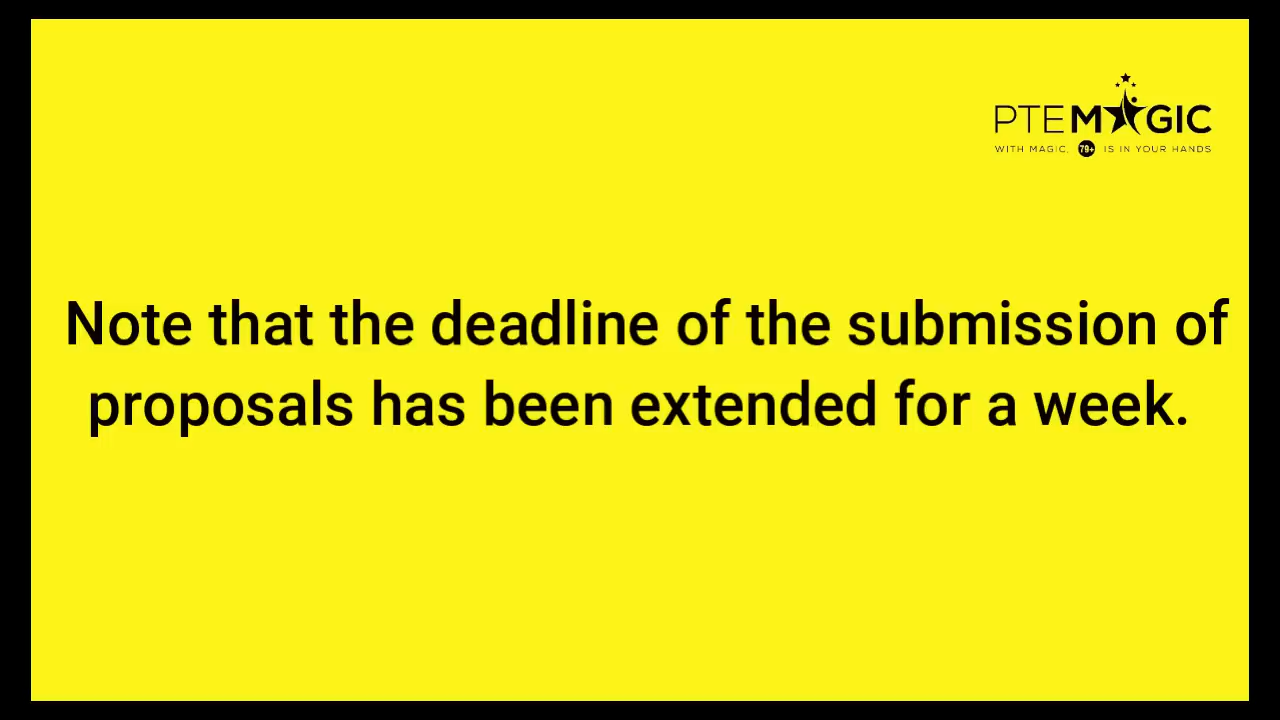 PTEMAGIC
WITH MAGIC, 79+ IS IN YOUR HANDS
Note that the deadline of the submission of
proposals has been extended for a week.